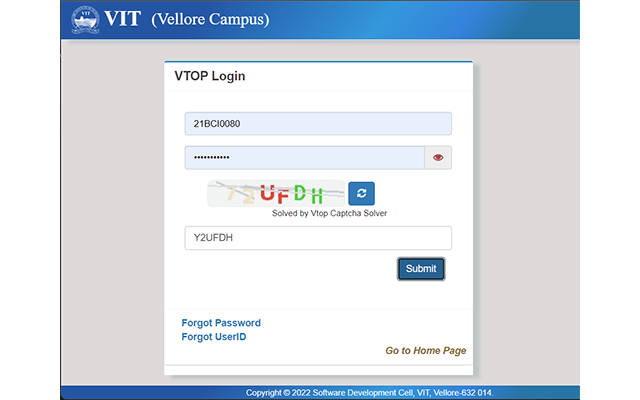 VIT (Vellore Campus)
VTOP Login
21BCI0080
•••••••••••
Y2UFDH
Solved by Vtop Captcha Solver
Y2UFDH
Submit
Forgot Password
Forgot UserID
Go to Home Page
Copyright © 2022 Software Development Cell, VIT, Vellore-632 014.